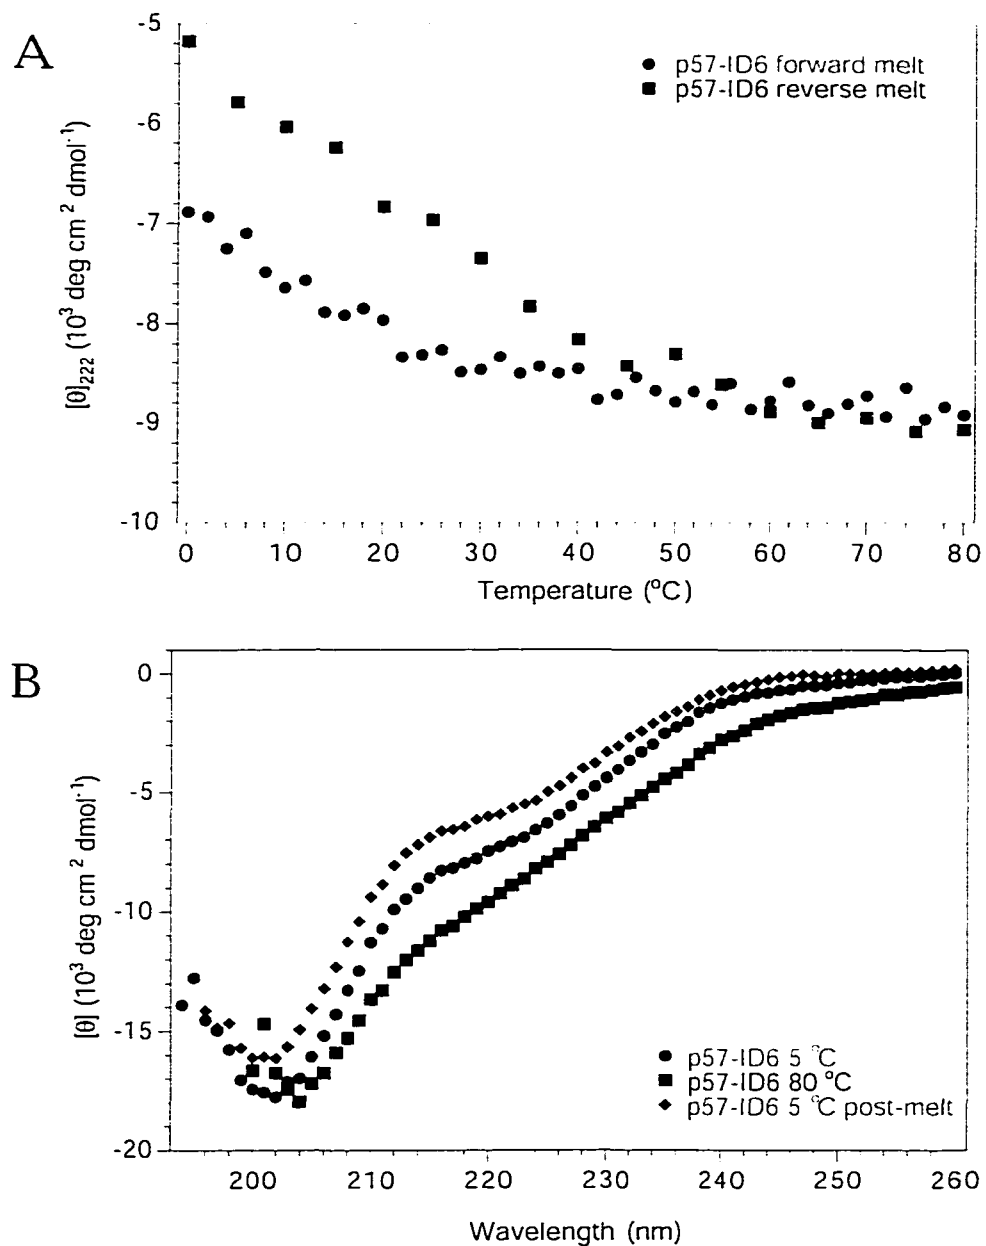 A
-5
-6
-7
-8
-9
-10
[θ]222 (10³ deg cm² dmol⁻¹)
● p57-ID6 forward melt
■ p57-ID6 reverse melt
0 10 20 30 40 50 60 70 80
Temperature (°C)
B
0
-5
-10
-15
-20
[θ] (10³ deg cm² dmol⁻¹)
● p57-ID6 5 °C
■ p57-ID6 80 °C
◆ p57-ID6 5 °C post-melt
200 210 220 230 240 250 260
Wavelength (nm)